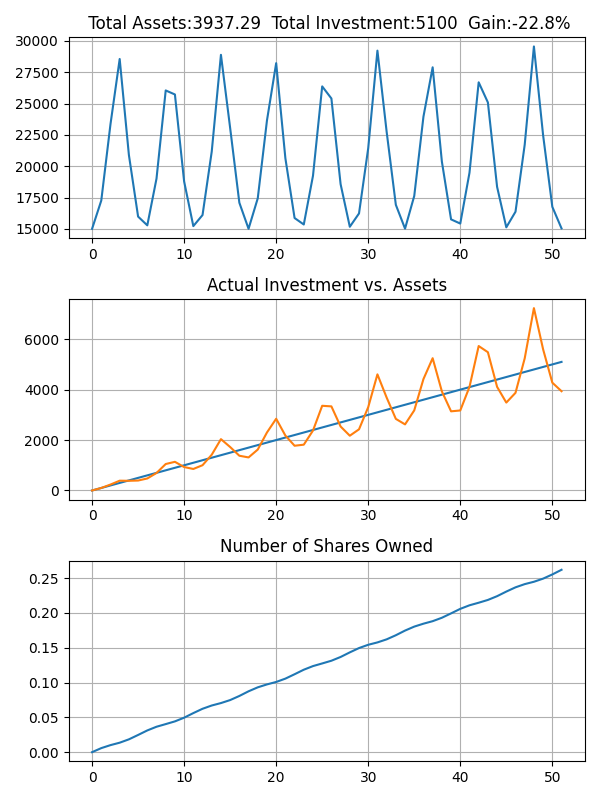 Total Assets:3937.29  Total Investment:5100  Gain:-22.8%
30000
27500
25000
22500
20000
17500
15000
0 10 20 30 40 50
Actual Investment vs. Assets
6000
4000
2000
0
0 10 20 30 40 50
Number of Shares Owned
0.25
0.20
0.15
0.10
0.05
0.00
0 10 20 30 40 50